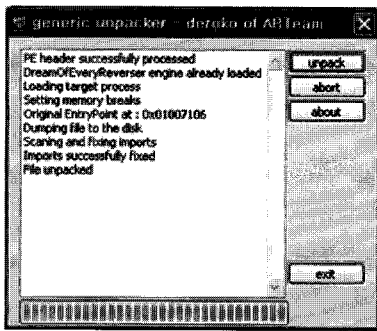 generic unpacker - deroko of ARTeam
PE header successfully processed
DreamOfEveryReverser engine already loaded
Loading target process
Setting memory breaks
Original EntryPoint at : 0x01007106
Dumping file to the disk
Scaning and fixing imports
Imports successfully fixed
File unpacked
unpack
abort
about
exit